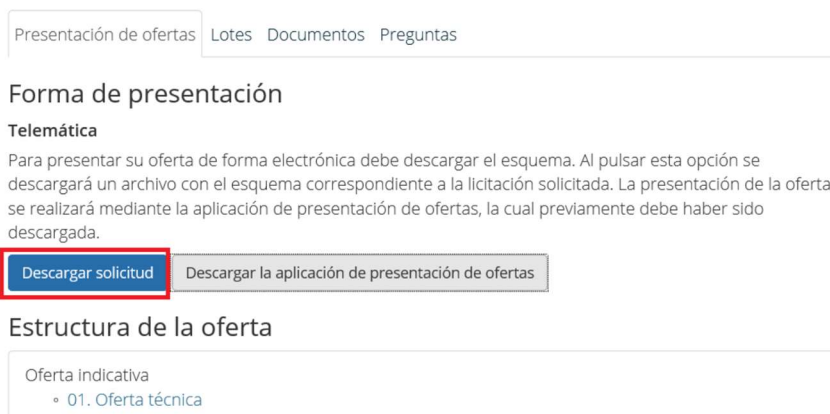 Presentación de ofertas Lotes Documentos Preguntas
Forma de presentación
Telemática
Para presentar su oferta de forma electrónica debe descargar el esquema. Al pulsar esta opción se
descargará un archivo con el esquema correspondiente a la licitación solicitada. La presentación de la oferta
se realizará mediante la aplicación de presentación de ofertas, la cual previamente debe haber sido
descargada.
Descargar solicitud Descargar la aplicación de presentación de ofertas
Estructura de la oferta
Oferta indicativa
◦ 01. Oferta técnica